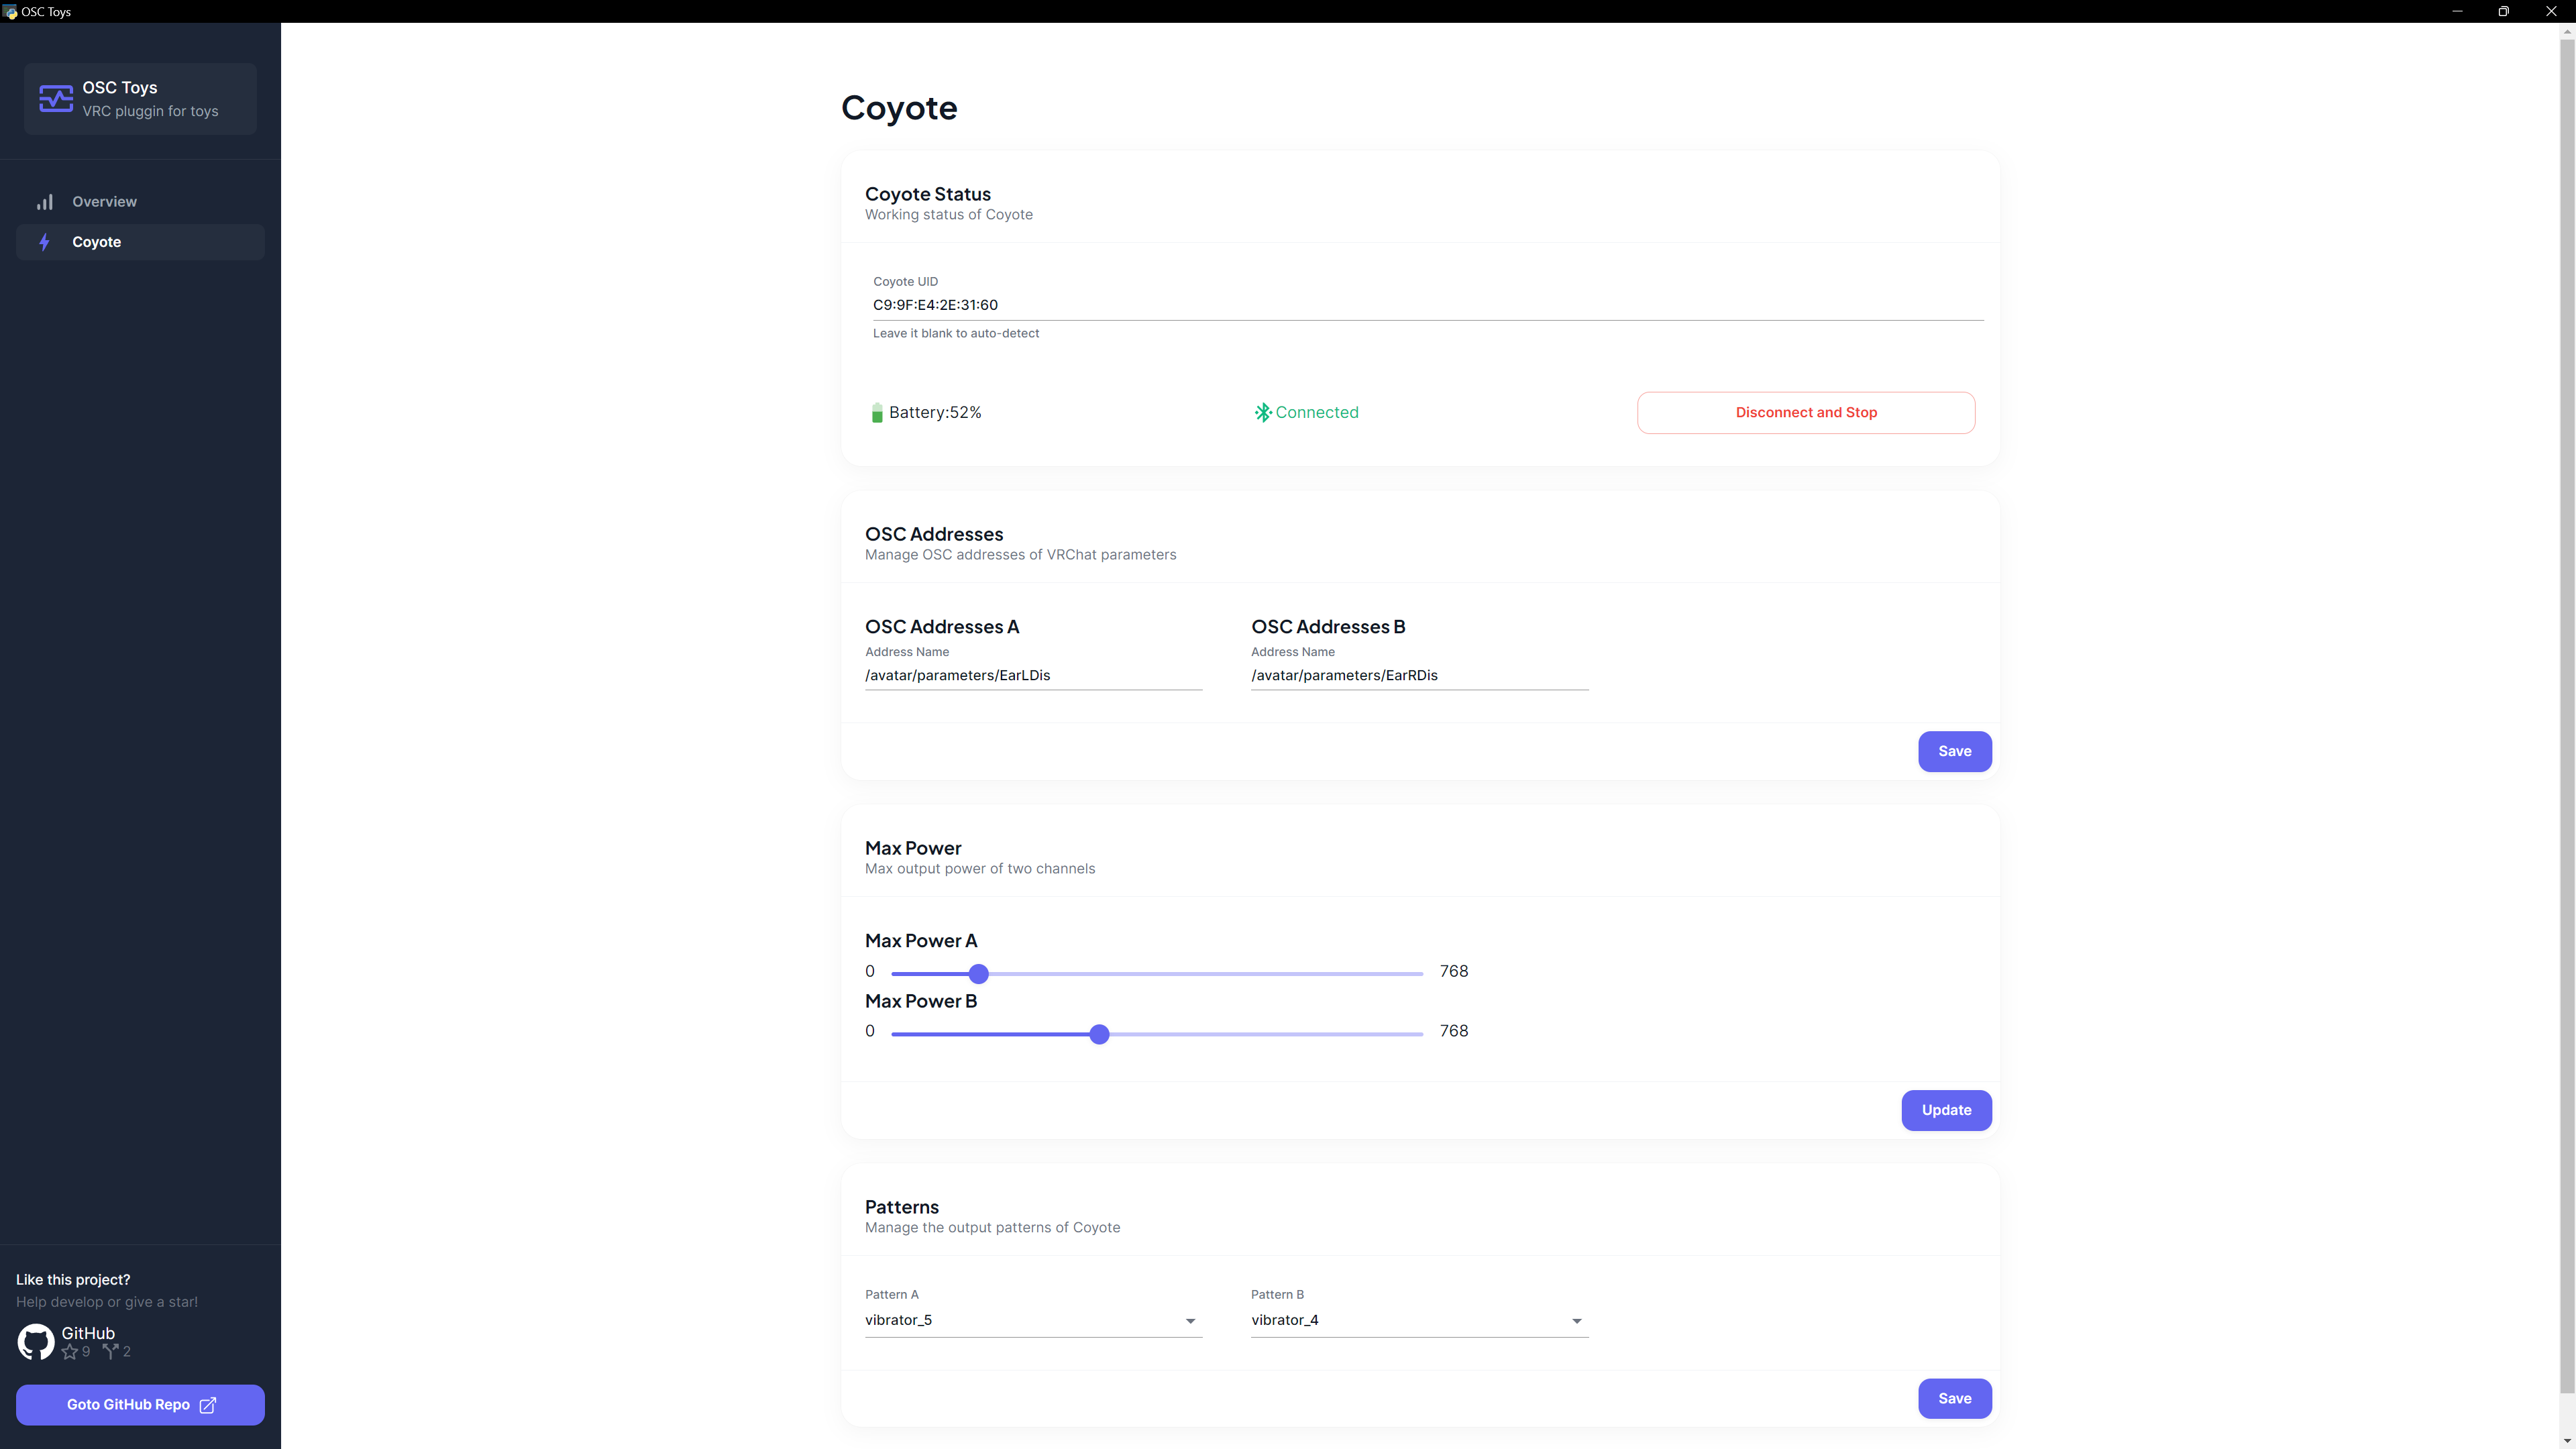 OSC Toys
OSC Toys
VRC pluggin for toys
Overview
Coyote
Like this project?
Help develop or give a star!
GitHub
9 2
Goto GitHub Repo
Coyote
Coyote Status
Working status of Coyote
Coyote UID
C9:9F:E4:2E:31:60
Leave it blank to auto-detect
Battery:52% Connected Disconnect and Stop
OSC Addresses
Manage OSC addresses of VRChat parameters
OSC Addresses A OSC Addresses B
Address Name Address Name
/avatar/parameters/EarLDis /avatar/parameters/EarRDis
Save
Max Power
Max output power of two channels
Max Power A
0 768
Max Power B
0 768
Update
Patterns
Manage the output patterns of Coyote
Pattern A Pattern B
vibrator_5 vibrator_4
Save